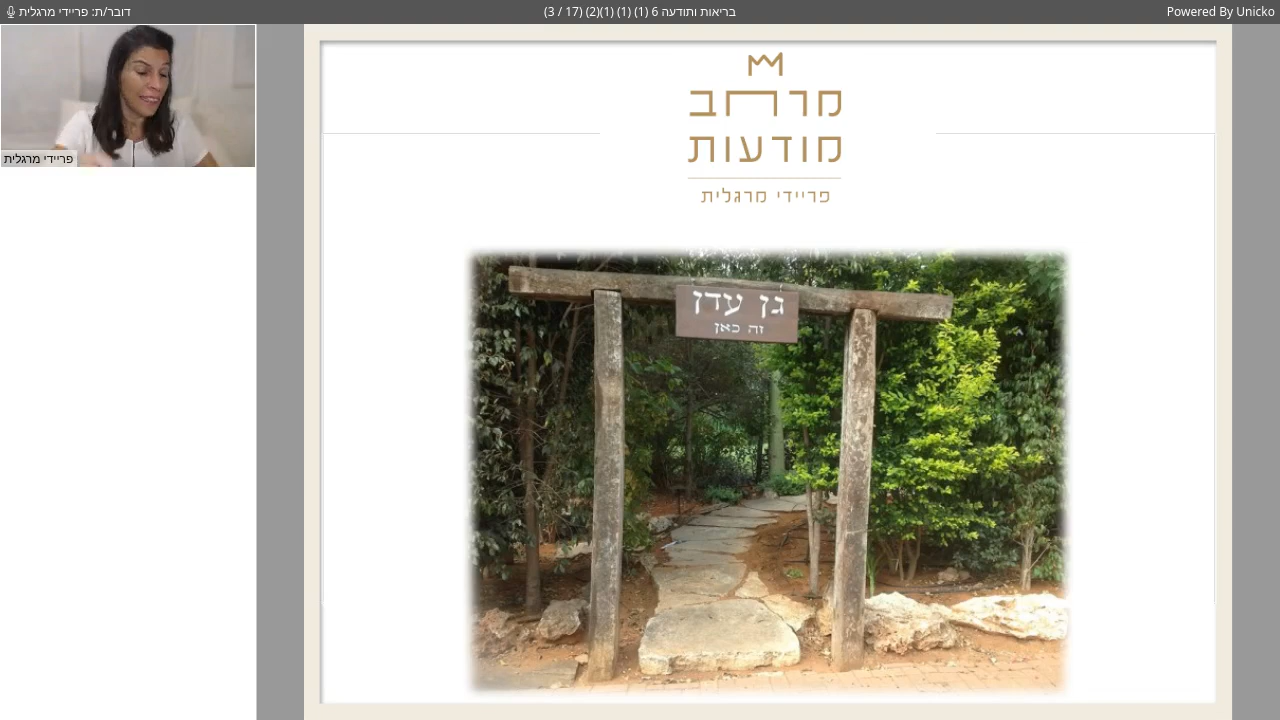 דובר/ת: פריידי מרגלית
בריאות ותודעה 6 (1) (1) (1)(2) (17 / 3)
Powered By Unicko
פריידי מרגלית
מרחב
מודעות
פריידי מרגלית
גן עדן
זה כאן